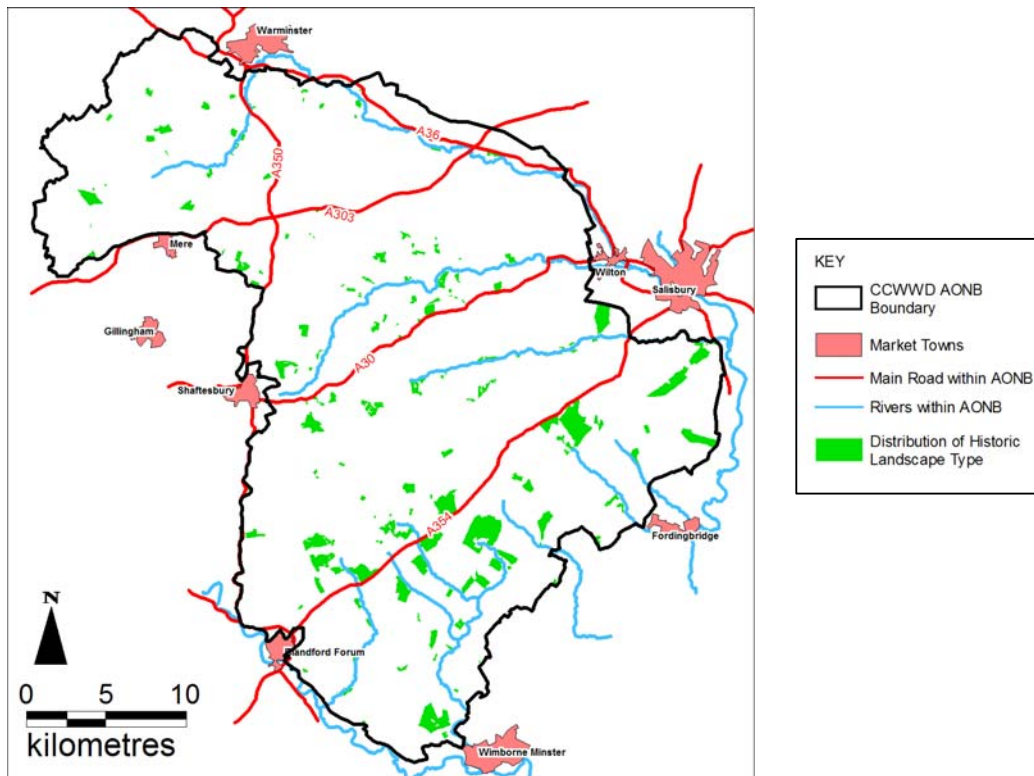 Warminster
A36
A350
A303
Mere
Wilton
Salisbury
Gillingham
Shaftesbury
A30
A354
Fordingbridge
Blandford Forum
Wimborne Minster
N
0 5 10
kilometres
KEY
CCWWD AONB
Boundary
Market Towns
Main Road within AONB
Rivers within AONB
Distribution of Historic
Landscape Type